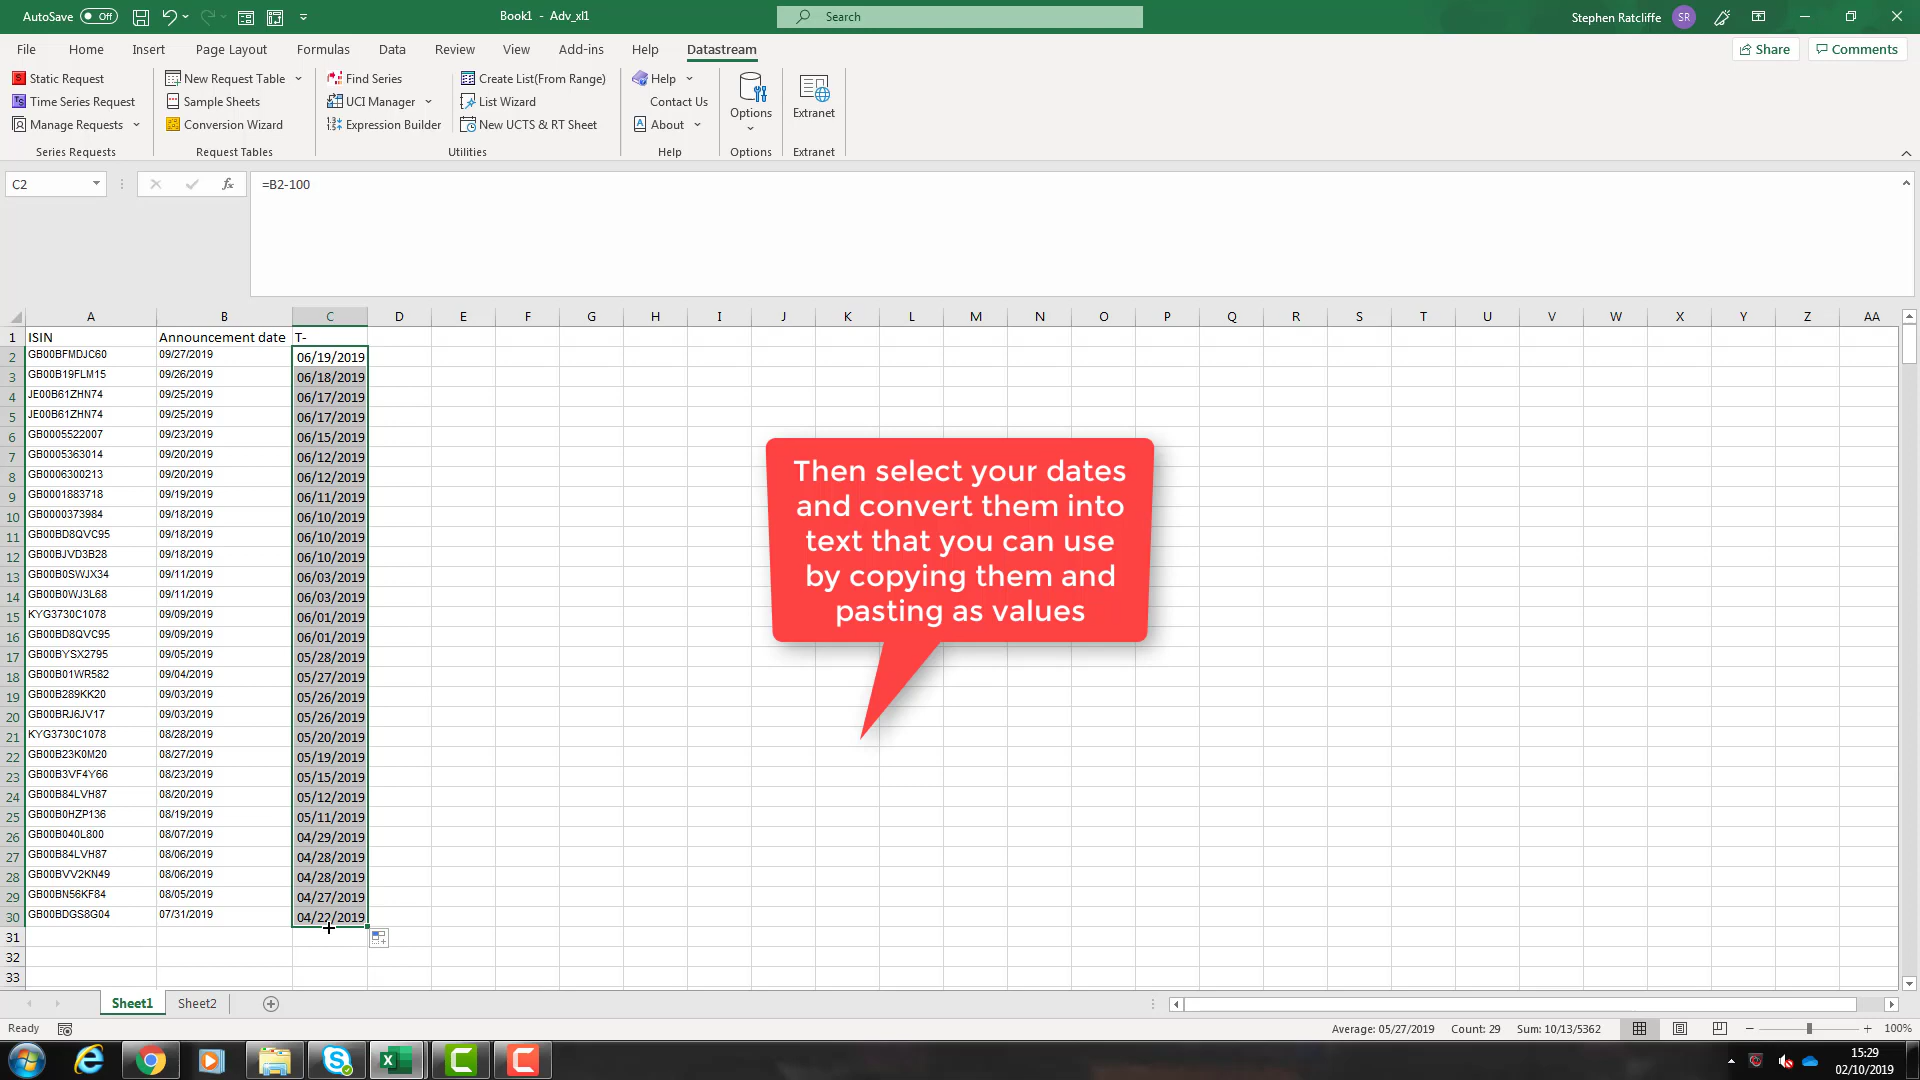 AutoSave Off Book1 - Adv_xl1 Search Stephen Ratcliffe SR
File Home Insert Page Layout Formulas Data Review View Add-ins Help Datastream Share Comments
Static Request New Request Table Find Series Create List(From Range) Help
Time Series Request Sample Sheets UCI Manager List Wizard Contact Us Options Extranet
Manage Requests Conversion Wizard Expression Builder New UCTS & RT Sheet About
Series Requests Request Tables Utilities Help Options Extranet
C2 fx =B2-100
A B C D E F G H I J K L M N O P Q R S T U V W X Y Z AA
1 ISIN Announcement date T-
2 GB00BFMDJC60 09/27/2019 06/19/2019
3 GB00B19FLM15 09/26/2019 06/18/2019
4 JE00B61ZHN74 09/25/2019 06/17/2019
5 JE00B61ZHN74 09/25/2019 06/17/2019
6 GB0005522007 09/23/2019 06/15/2019
7 GB0005363014 09/20/2019 06/12/2019
8 GB0006300213 09/20/2019 06/12/2019
9 GB0001883718 09/19/2019 06/11/2019
10 GB0000373984 09/18/2019 06/10/2019
11 GB00BD8QVC95 09/18/2019 06/10/2019
12 GB00BJVD3B28 09/18/2019 06/10/2019
13 GB00B0SWJX34 09/11/2019 06/03/2019
14 GB00B0WJ3L68 09/11/2019 06/03/2019
15 KYG3730C1078 09/09/2019 06/01/2019
16 GB00BD8QVC95 09/09/2019 06/01/2019
17 GB00BYSX2795 09/05/2019 05/28/2019
18 GB00B01WR582 09/04/2019 05/27/2019
19 GB00B289KK20 09/03/2019 05/26/2019
20 GB00BRJ6JV17 09/03/2019 05/26/2019
21 KYG3730C1078 08/28/2019 05/20/2019
22 GB00B23K0M20 08/27/2019 05/19/2019
23 GB00B3VF4Y66 08/23/2019 05/15/2019
24 GB00B84LVH87 08/20/2019 05/12/2019
25 GB00B0HZP136 08/19/2019 05/11/2019
26 GB00B040L800 08/07/2019 04/29/2019
27 GB00B84LVH87 08/06/2019 04/28/2019
28 GB00BVV2KN49 08/06/2019 04/28/2019
29 GB00BN56KF84 08/05/2019 04/27/2019
30 GB00BDGS8G04 07/31/2019 04/22/2019
31
32
33
Then select your dates
and convert them into
text that you can use
by copying them and
pasting as values
Sheet1 Sheet2
Ready Average: 05/27/2019 Count: 29 Sum: 10/13/5362 100%
15:29
02/10/2019